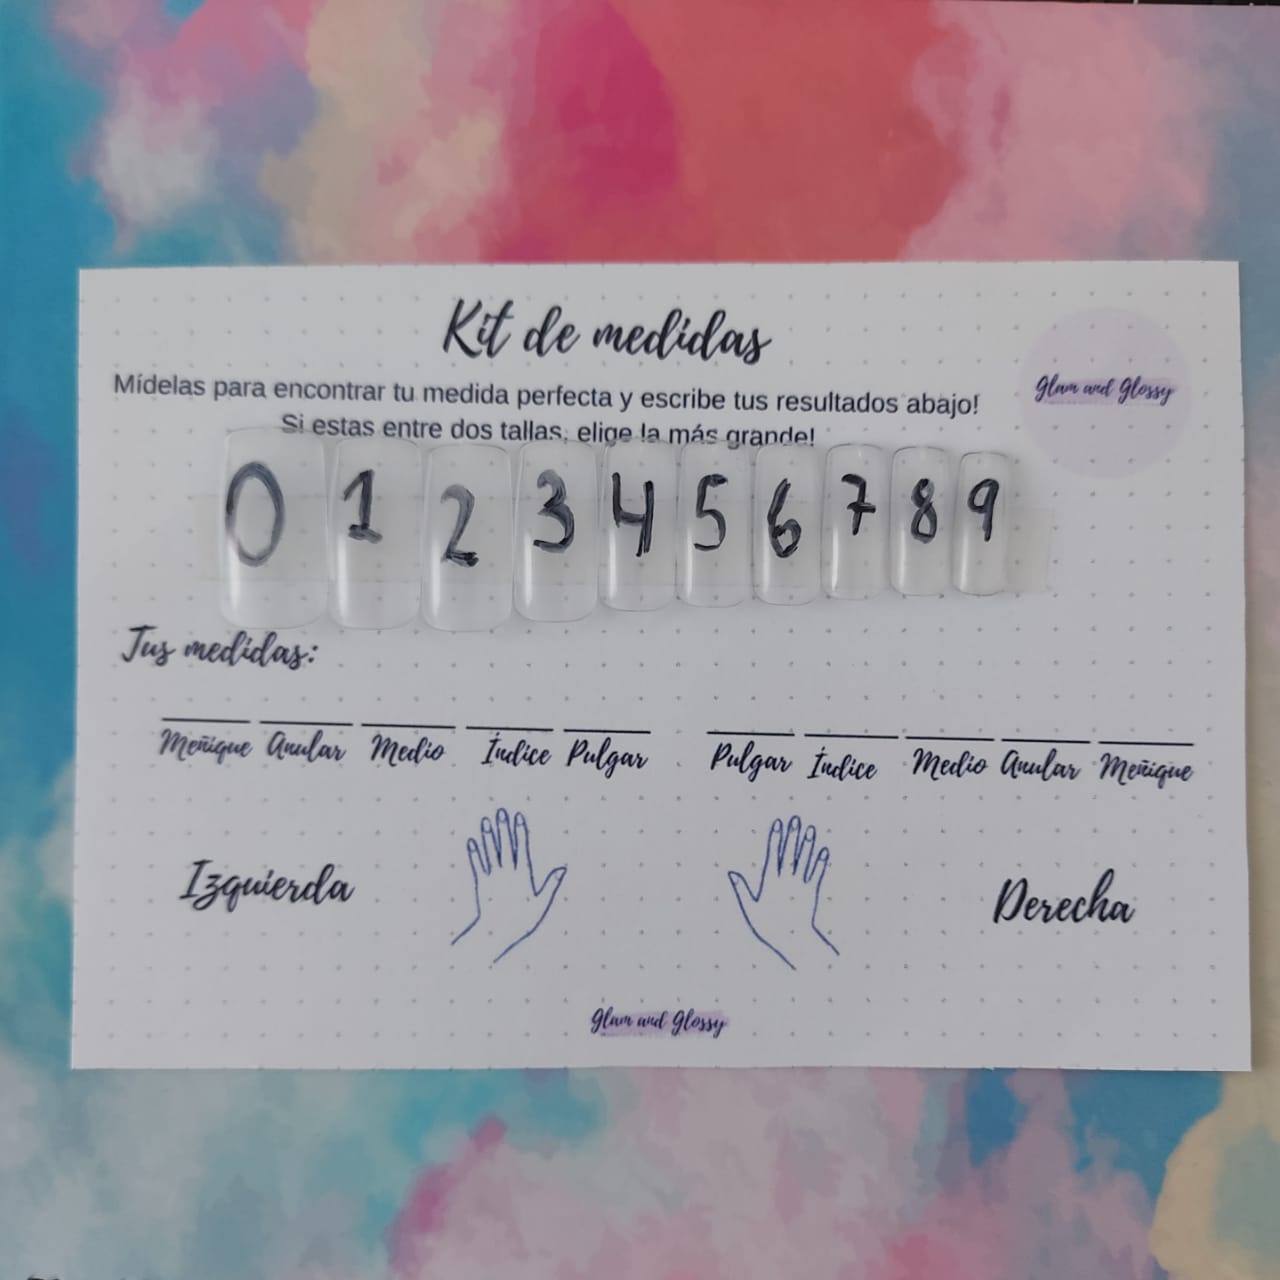 Kit de medidas
Mídelas para encontrar tu medida perfecta y escribe tus resultados abajo!
Si estas entre dos tallas, elige la más grande!
Glam and Glossy
0 1 2 3 4 5 6 7 8 9
Tus medidas:
Meñique Anular Medio Índice Pulgar Pulgar Índice Medio Anular Meñique
Izquierda Derecha
Glam and Glossy